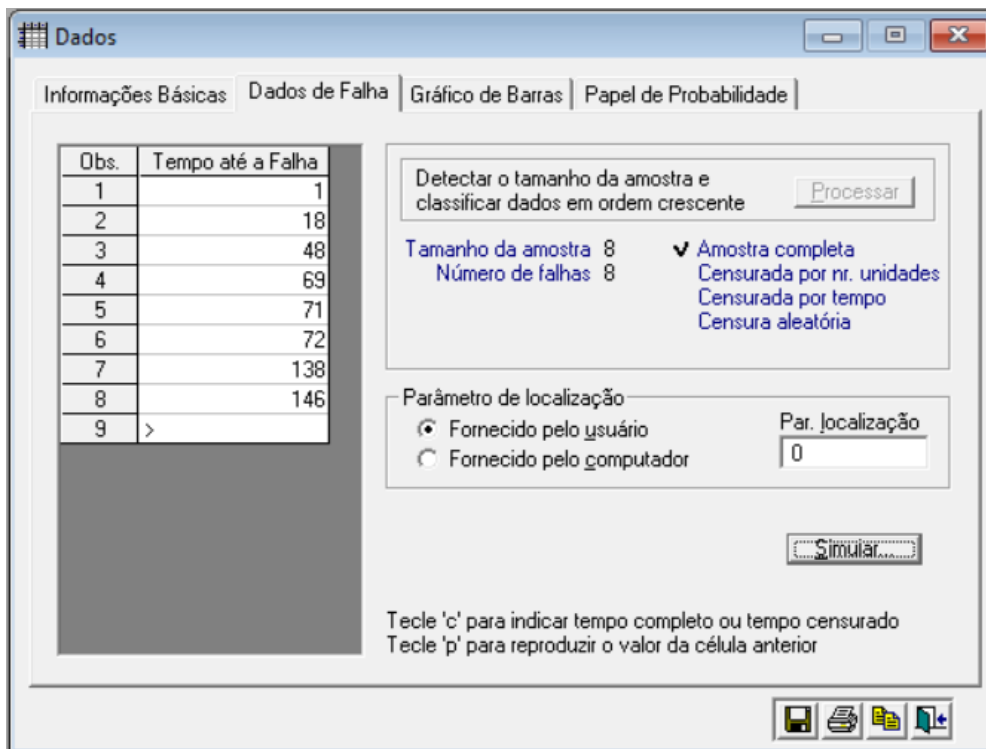 Dados
Informações Básicas Dados de Falha Gráfico de Barras Papel de Probabilidade
Obs. Tempo até a Falha
1 1
2 18
3 48
4 69
5 71
6 72
7 138
8 146
9 >
Detectar o tamanho da amostra e
classificar dados em ordem crescente
Processar
Tamanho da amostra 8
Número de falhas 8
Amostra completa
Censurada por nr. unidades
Censurada por tempo
Censura aleatória
Parâmetro de localização
Fornecido pelo usuário
Fornecido pelo computador
Par. localização
0
Simular...
Tecle 'c' para indicar tempo completo ou tempo censurado
Tecle 'p' para reproduzir o valor da célula anterior